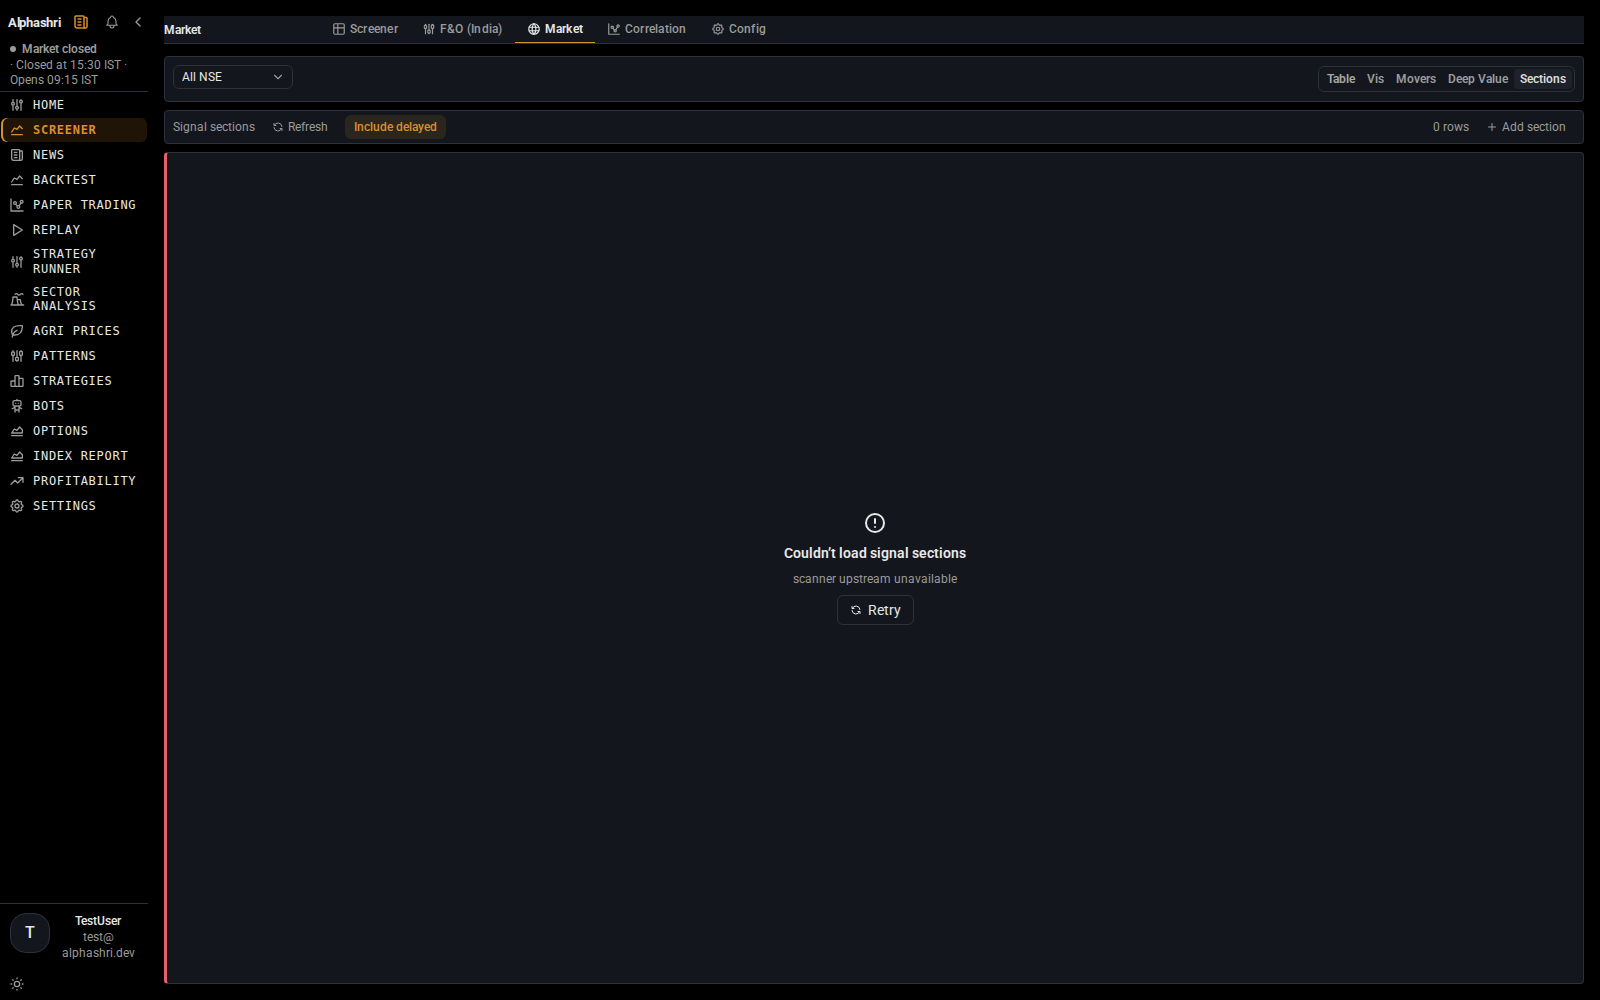 Alphashri
Market closed
· Closed at 15:30 IST ·
Opens 09:15 IST
HOME
SCREENER
NEWS
BACKTEST
PAPER TRADING
REPLAY
STRATEGY
RUNNER
SECTOR
ANALYSIS
AGRI PRICES
PATTERNS
STRATEGIES
BOTS
OPTIONS
INDEX REPORT
PROFITABILITY
SETTINGS
T
TestUser
test@
alphashri.dev
Market
Screener
F&O (India)
Market
Correlation
Config
All NSE
Table
Vis
Movers
Deep Value
Sections
Signal sections
Refresh
Include delayed
0 rows
+ Add section
Couldn't load signal sections
scanner upstream unavailable
Retry